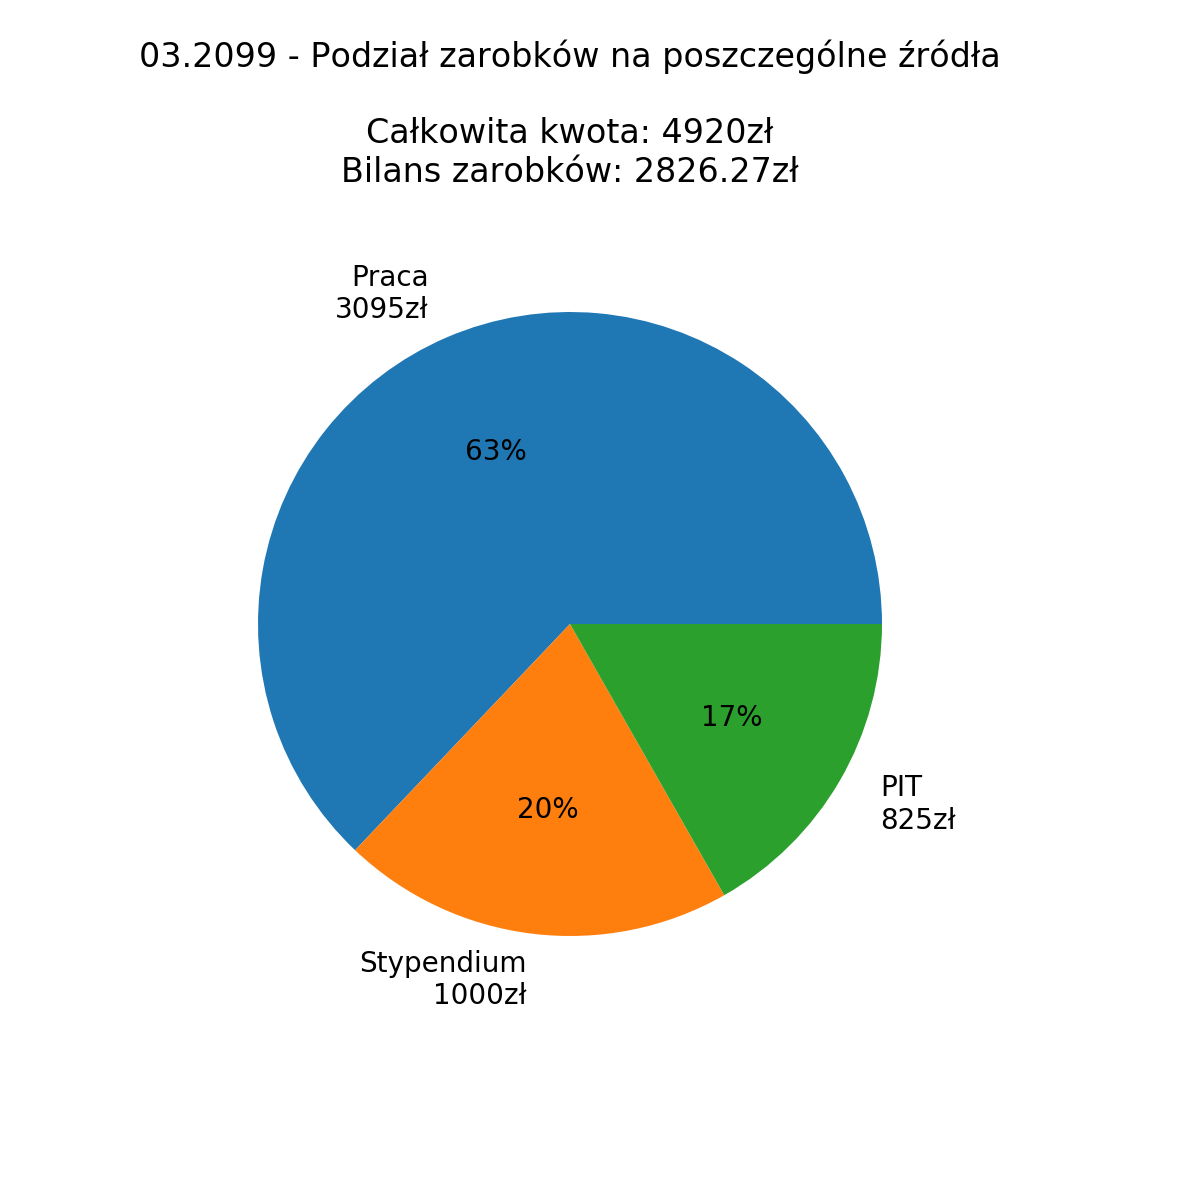 03.2099 - Podział zarobków na poszczególne źródła
Całkowita kwota: 4920zł
Bilans zarobków: 2826.27zł
Praca
3095zł
63%
17%
20%
PIT
825zł
Stypendium
1000zł